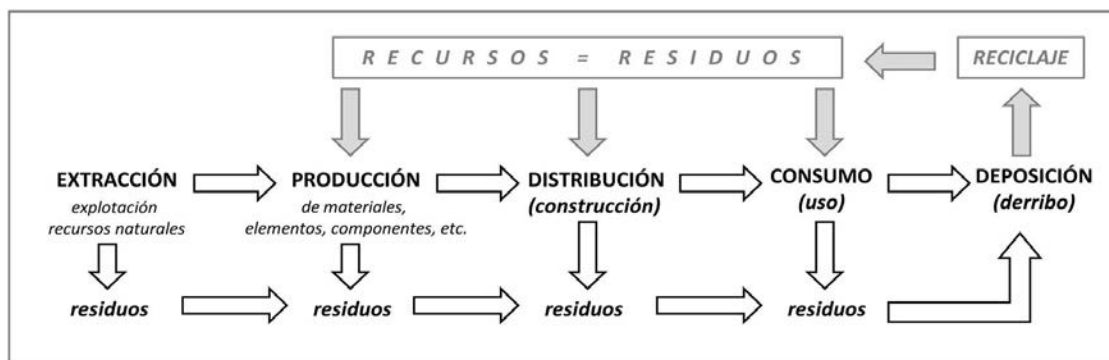 RECURSOS = RESIDUOS
RECICLAJE
EXTRACCIÓN
explotación
recursos naturales
PRODUCCIÓN
de materiales,
elementos, componentes, etc.
DISTRIBUCIÓN
(construcción)
CONSUMO
(uso)
DEPOSICIÓN
(derribo)
residuos
residuos
residuos
residuos